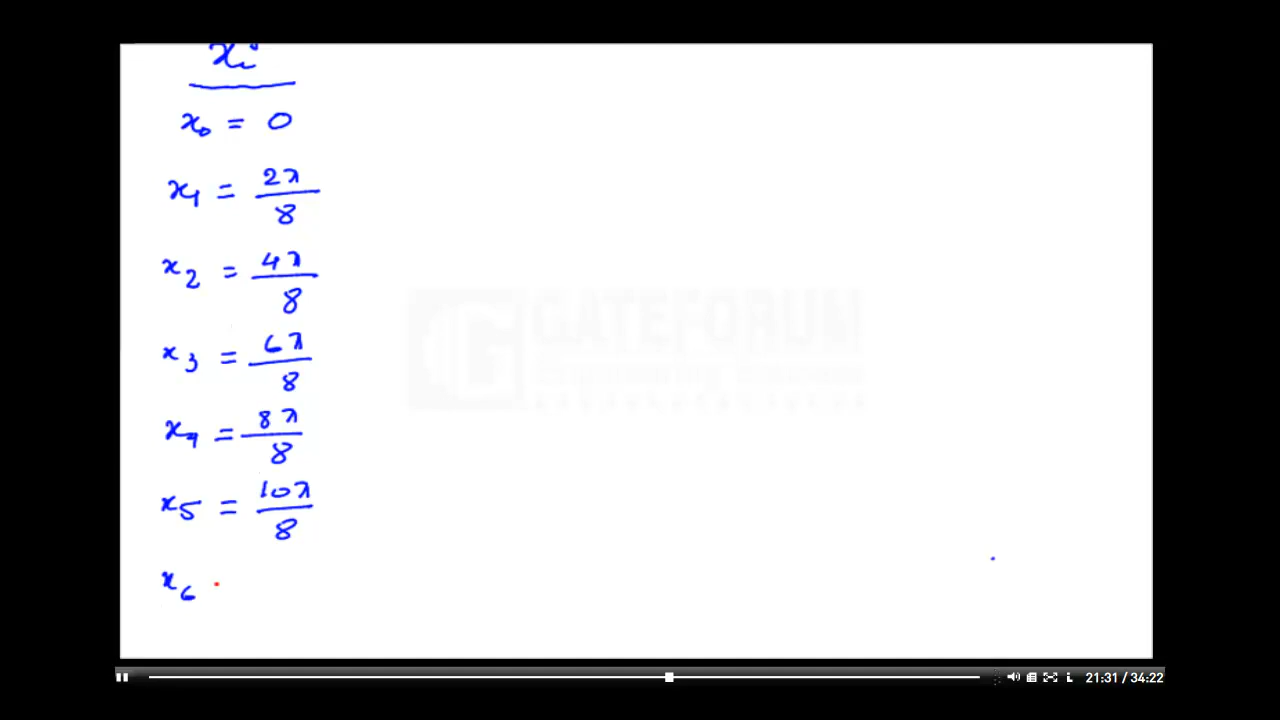 xi
x0 = 0
x1 = 2π/8
x2 = 4π/8
x3 = 6π/8
x4 = 8π/8
x5 = 10π/8
x6
GATEFORUM
21:31 / 34:22